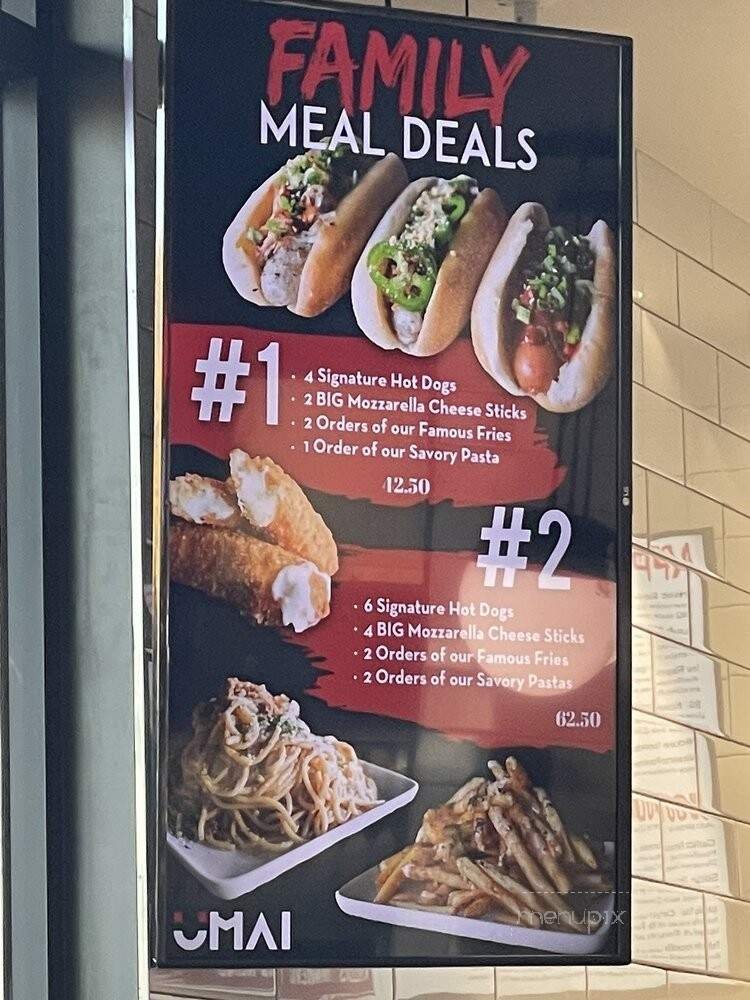 FAMILY
MEAL DEALS
#1
· 4 Signature Hot Dogs
· 2 BIG Mozzarella Cheese Sticks
· 2 Orders of our Famous Fries
· 1 Order of our Savory Pasta
42.50
#2
· 6 Signature Hot Dogs
· 4 BIG Mozzarella Cheese Sticks
· 2 Orders of our Famous Fries
· 2 Orders of our Savory Pastas
62.50
UMAI
menupix
LG